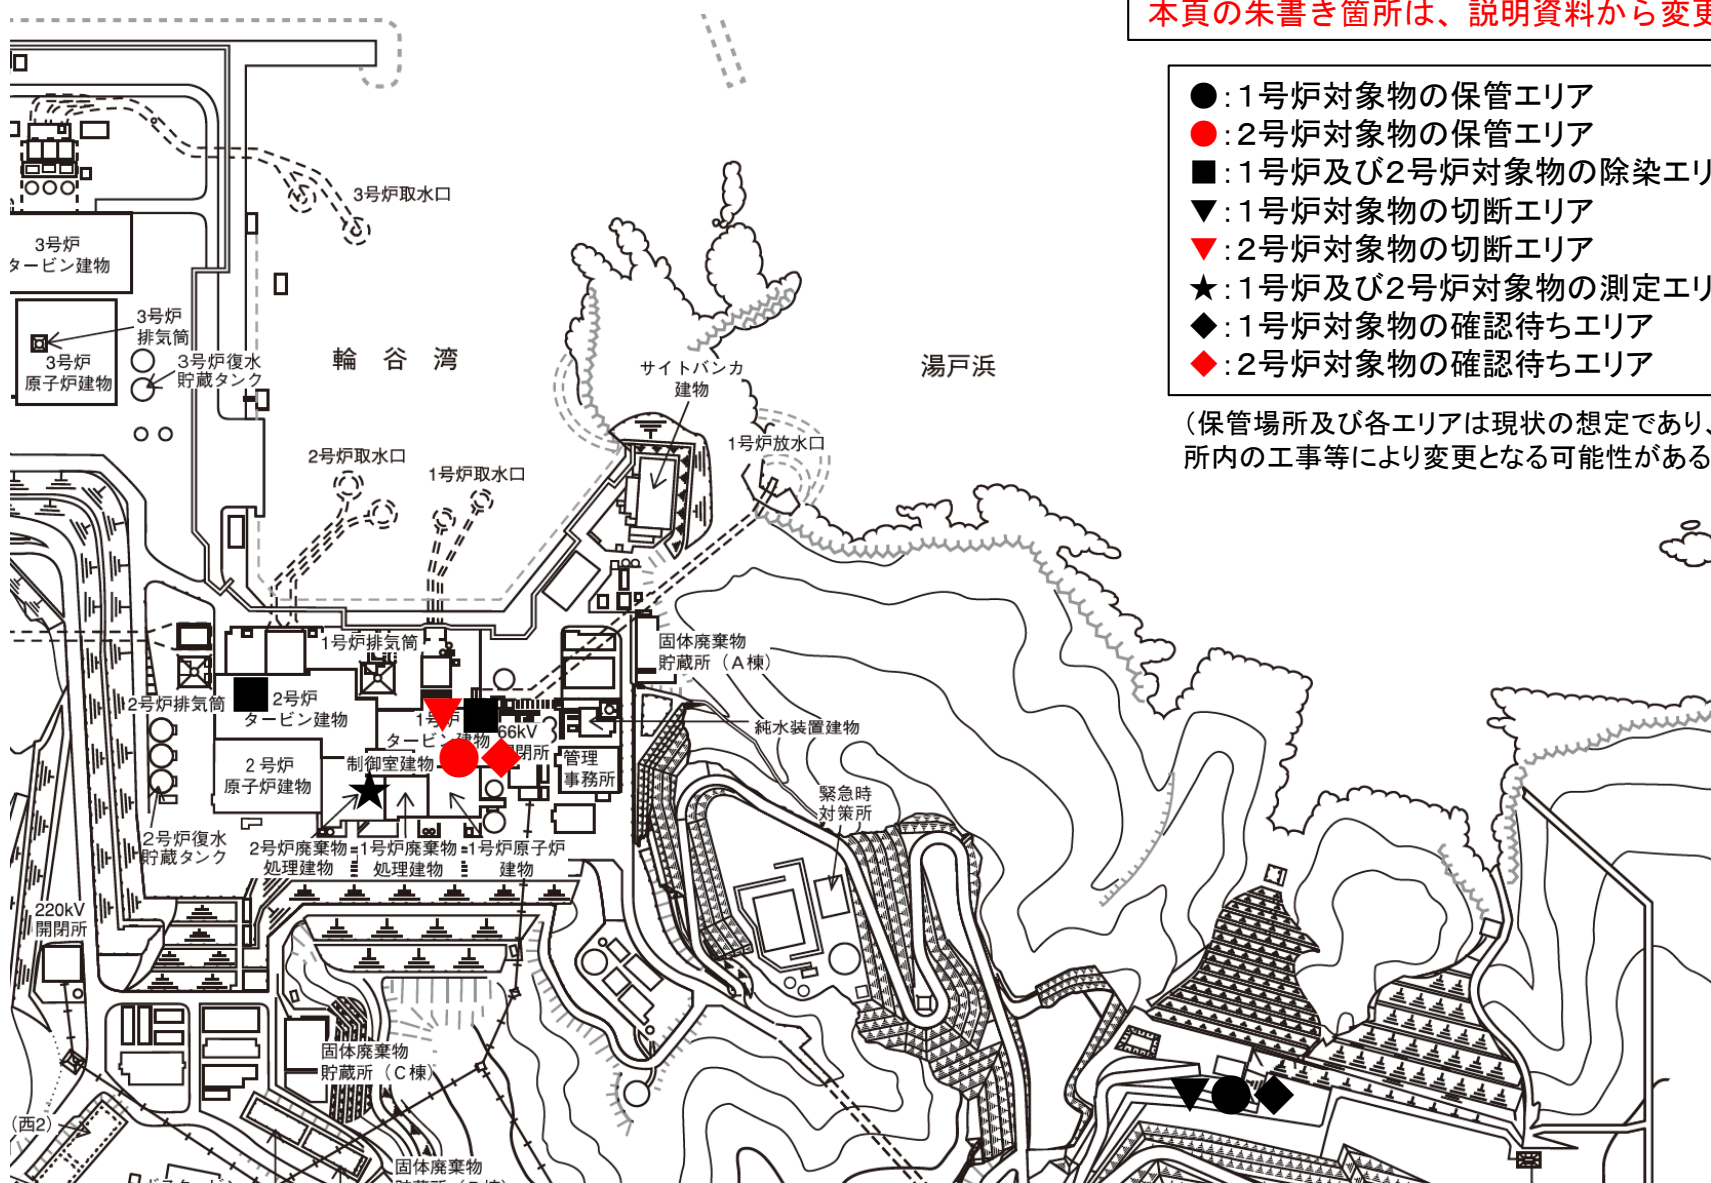 本頁の朱書き箇所は、説明資料から変更
●：1号炉対象物の保管エリア
●：2号炉対象物の保管エリア
■：1号炉及び2号炉対象物の除染エリ
▼：1号炉対象物の切断エリア
▼：2号炉対象物の切断エリア
★：1号炉及び2号炉対象物の測定エリ
◆：1号炉対象物の確認待ちエリア
◆：2号炉対象物の確認待ちエリア
（保管場所及び各エリアは現状の想定であり、
所内の工事等により変更となる可能性がある
3号炉取水口
3号炉
タービン建物
3号炉
排気筒
3号炉
原子炉建物
3号炉復水
貯蔵タンク
輪谷湾
サイトバンカ
建物
湯戸浜
2号炉取水口
1号炉取水口
1号炉放水口
1号炉排気筒
固体廃棄物
貯蔵所（A棟）
2号炉排気筒
2号炉
タービン建物
1号炉
タービン建物
66kV
開閉所
純水装置建物
管理
事務所
制御室建物
2号炉
原子炉建物
緊急時
対策所
2号炉復水
貯蔵タンク
2号炉廃棄物
処理建物
1号炉廃棄物
処理建物
1号炉原子炉
建物
220kV
開閉所
固体廃棄物
貯蔵所（C棟）
(西2)
固体廃棄物